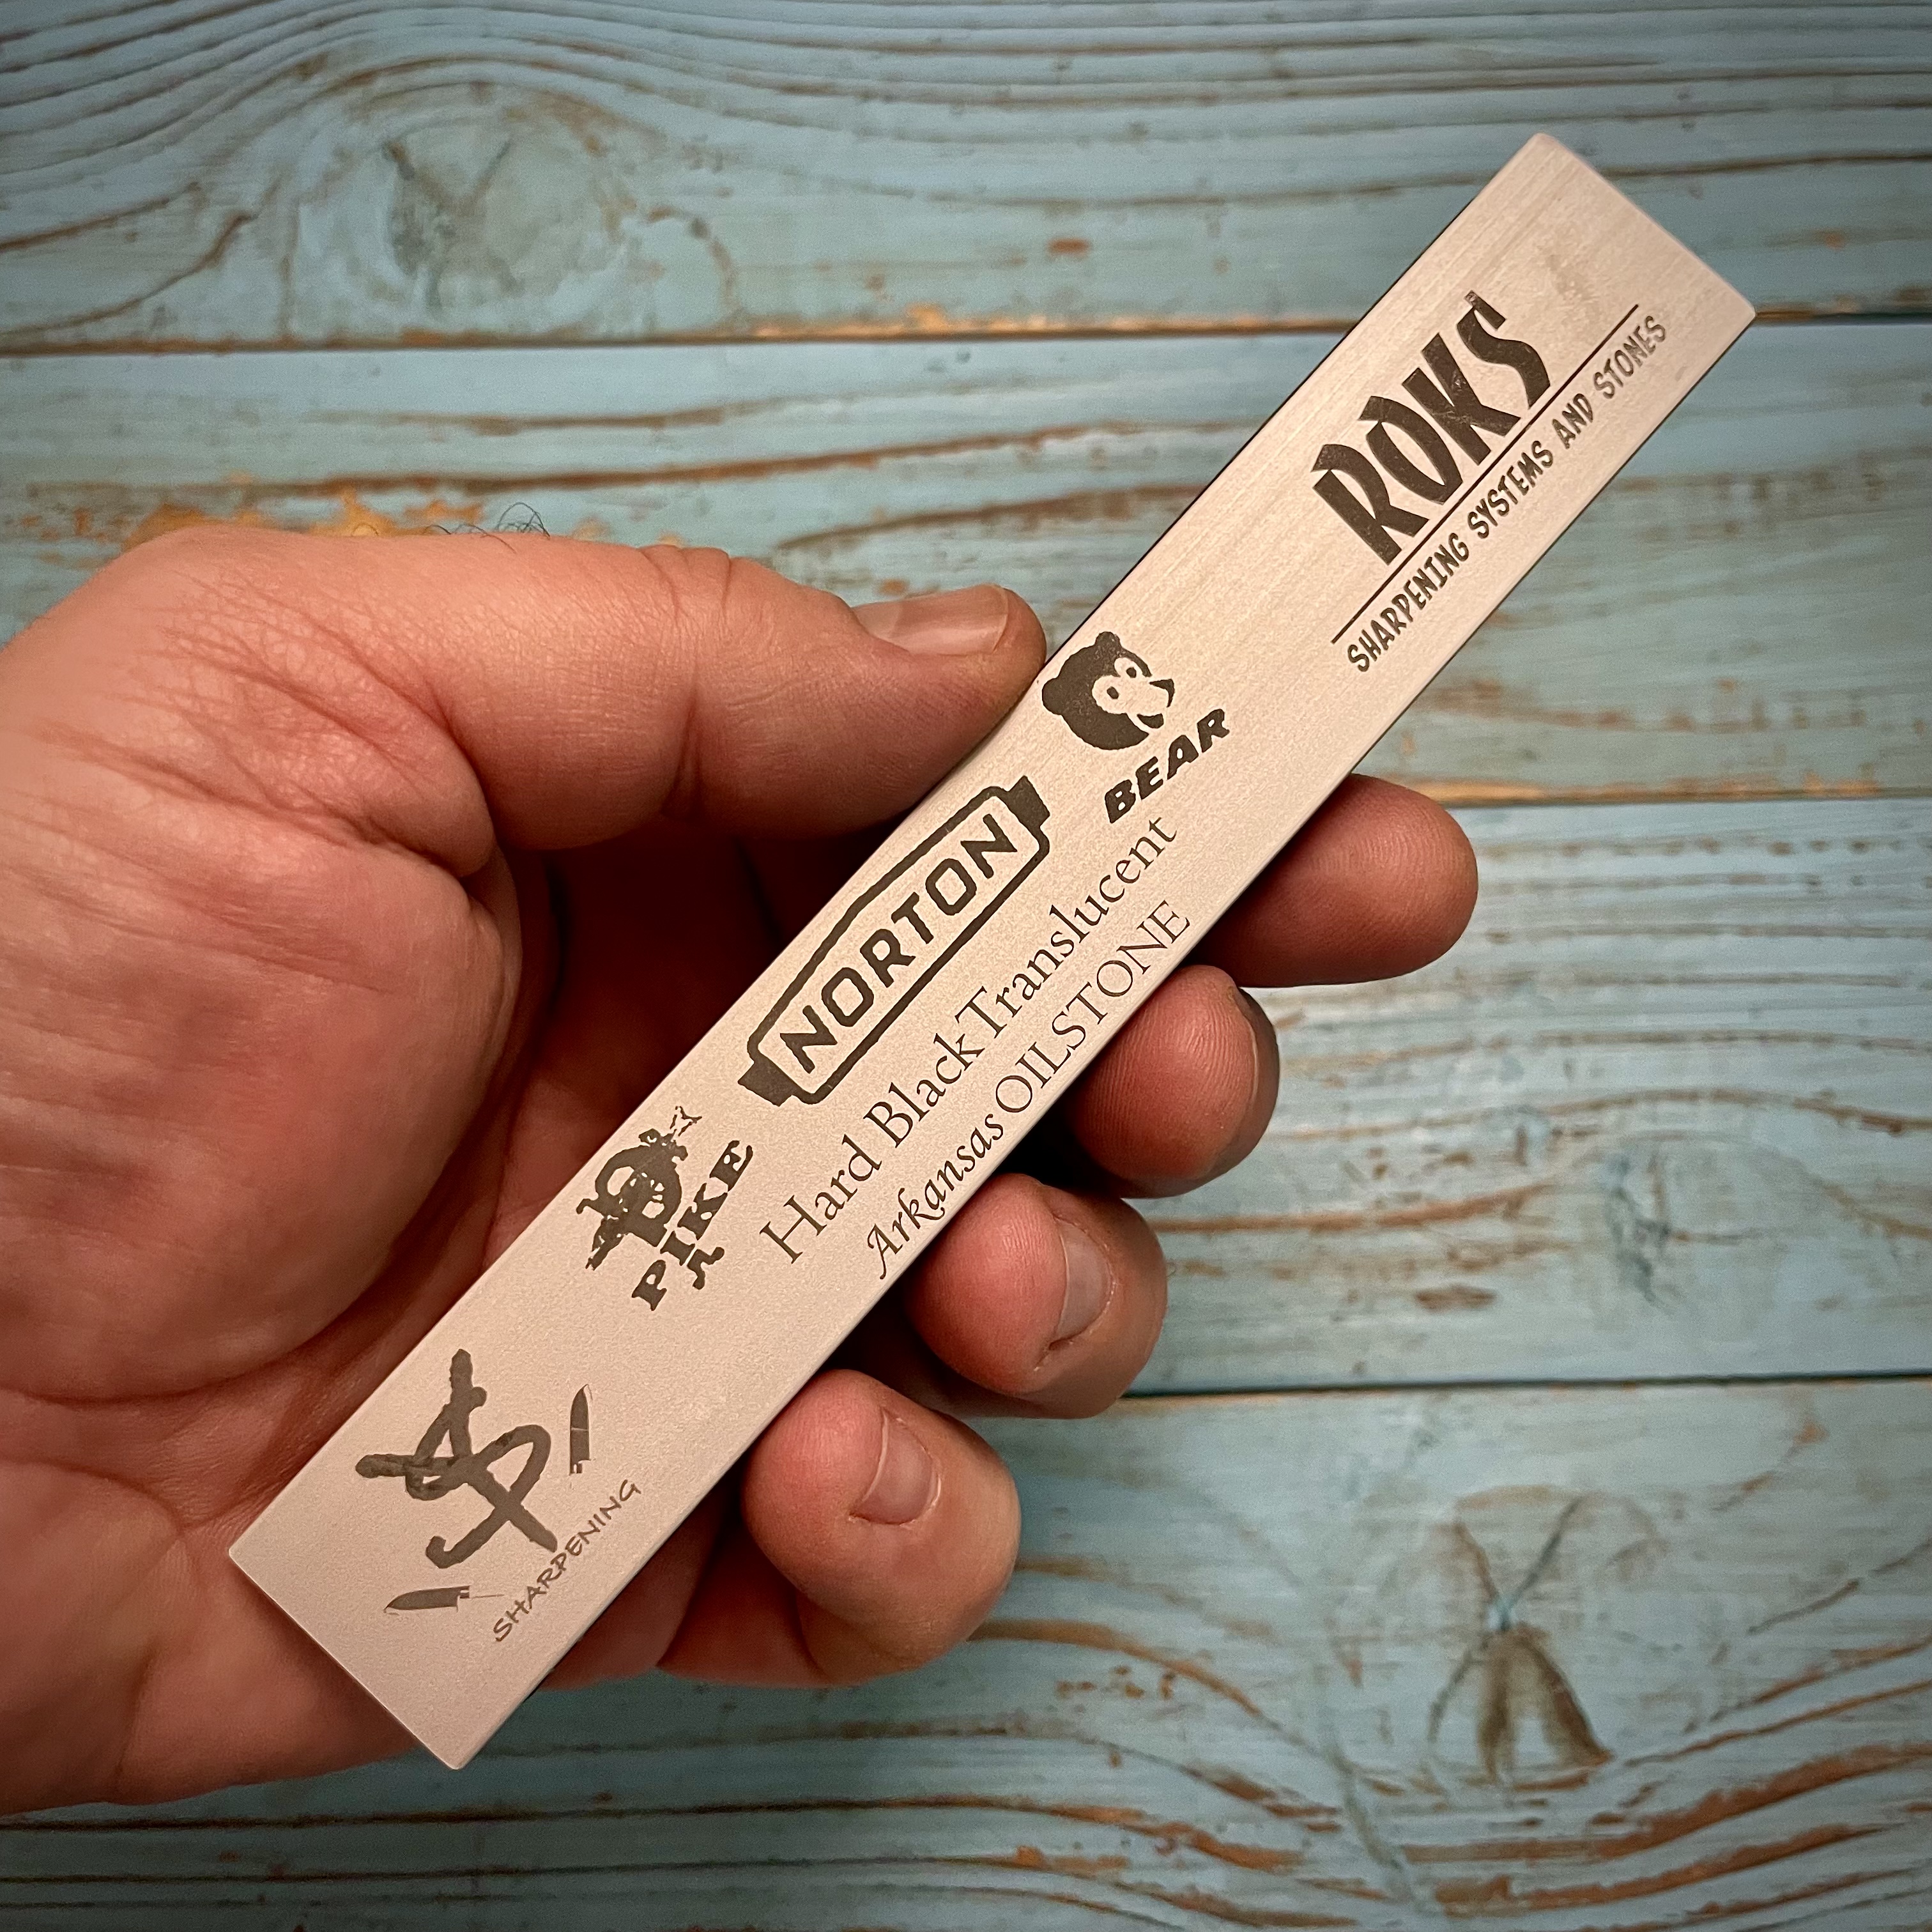 ROKS
SHARPENING SYSTEMS AND STONES
BEAR
NORTON
Hard Black Translucent
Arkansas OILSTONE
PIKE
SHARPENING